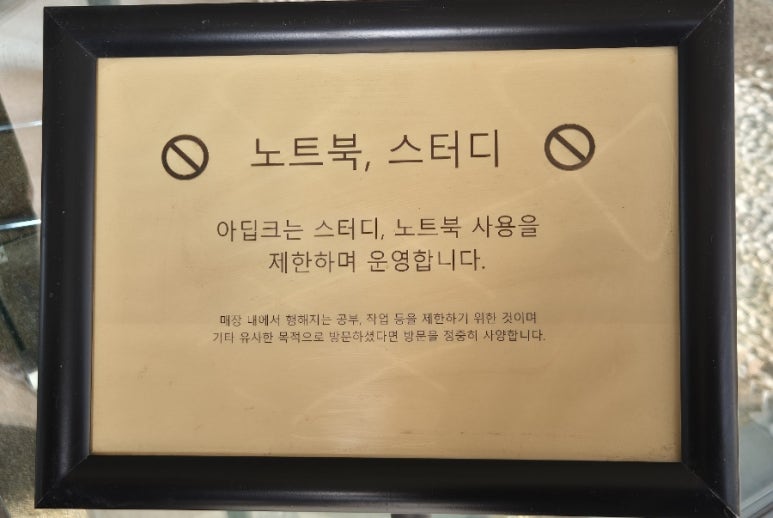 노트북, 스터디
아딥크는 스터디, 노트북 사용을
제한하며 운영합니다.
매장 내에서 행해지는 공부, 작업 등을 제한하기 위한 것이며
기타 유사한 목적으로 방문하셨다면 방문을 정중히 사양합니다.